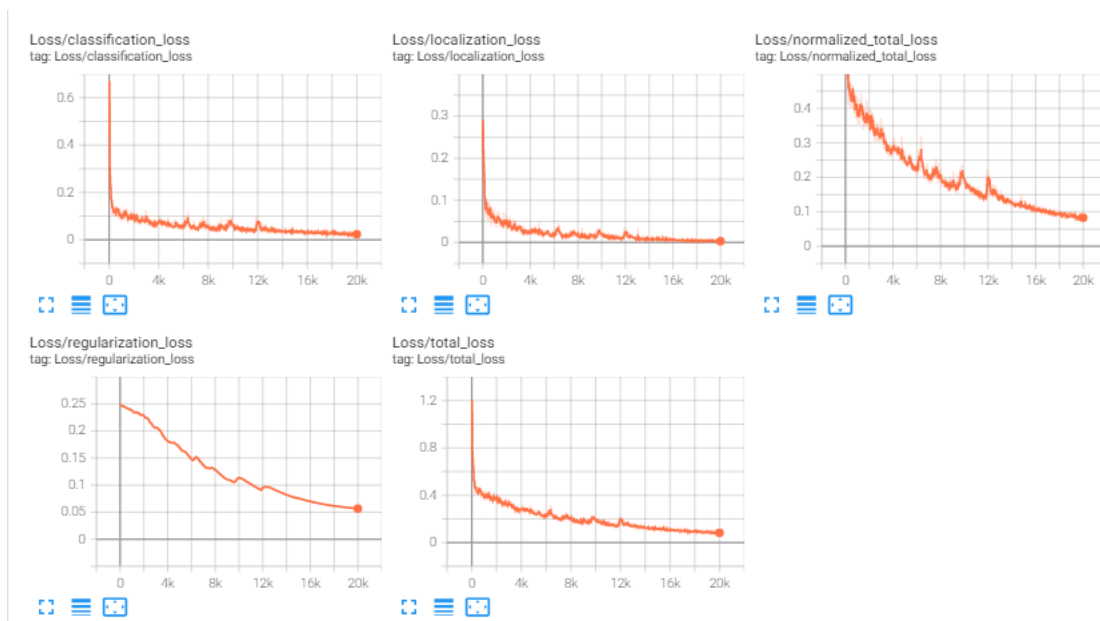 Loss/classification_loss
tag: Loss/classification_loss
0.6
0.4
0.2
0
0 4k 8k 12k 16k 20k
Loss/localization_loss
tag: Loss/localization_loss
0.3
0.2
0.1
0
0 4k 8k 12k 16k 20k
Loss/normalized_total_loss
tag: Loss/normalized_total_loss
0.4
0.3
0.2
0.1
0
0 4k 8k 12k 16k 20k
Loss/regularization_loss
tag: Loss/regularization_loss
0.25
0.2
0.15
0.1
0.05
0
0 4k 8k 12k 16k 20k
Loss/total_loss
tag: Loss/total_loss
1.2
0.8
0.4
0
0 4k 8k 12k 16k 20k